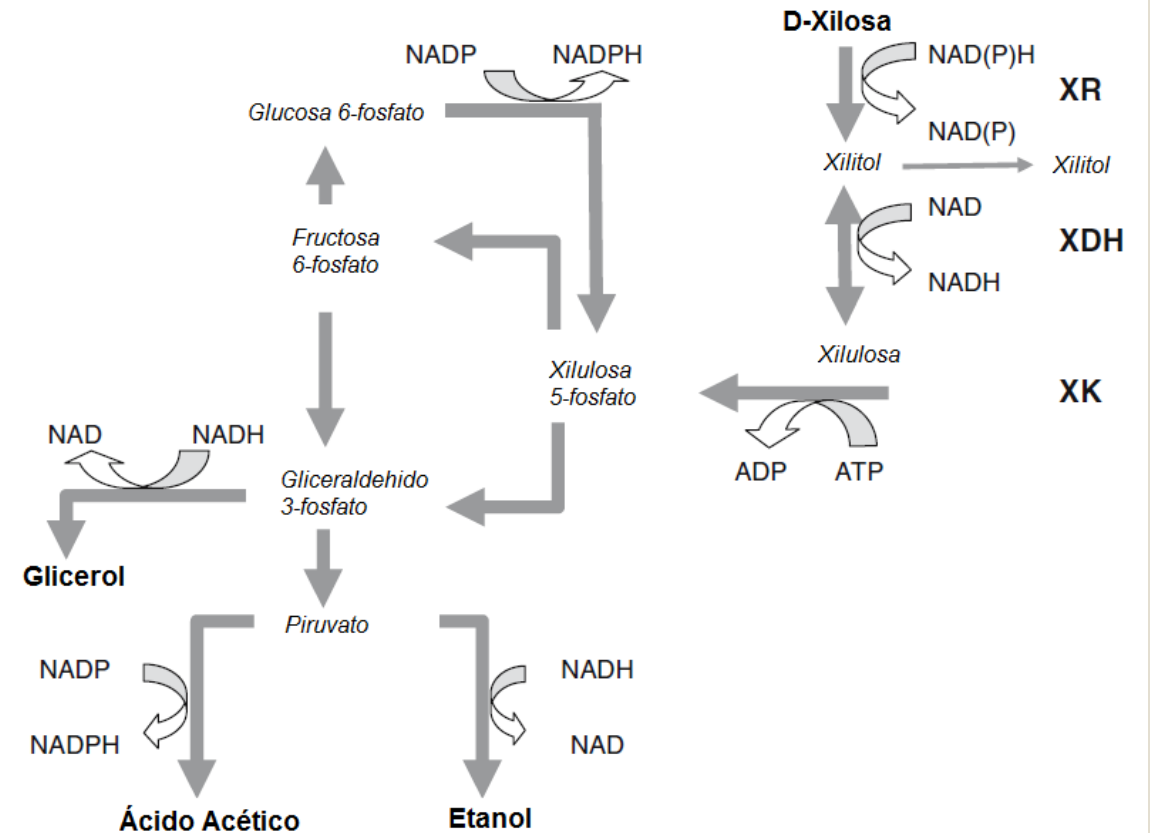 D-Xilosa
NADP
NADPH
NAD(P)H
XR
Glucosa 6-fosfato
NAD(P)
Xilitol
Xilitol
NAD
XDH
Fructosa
6-fosfato
NADH
Xilulosa
Xilulosa
5-fosfato
XK
NAD
NADH
ADP
ATP
Gliceraldehido
3-fosfato
Glicerol
Piruvato
NADP
NADH
NADPH
NAD
Ácido Acético
Etanol